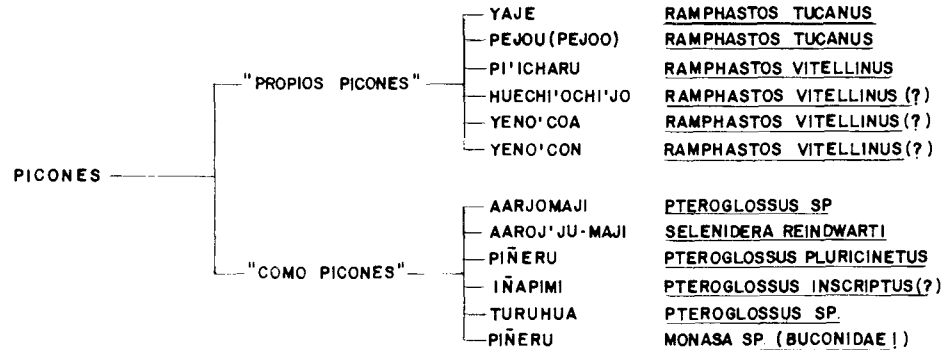 YAJE RAMPHASTOS TUCANUS
PEJOU (PEJOO) RAMPHASTOS TUCANUS
PI'ICHARU RAMPHASTOS VITELLINUS
"PROPIOS PICONES"
HUECHI'OCHI'JO RAMPHASTOS VITELLINUS (?)
YENO'COA RAMPHASTOS VITELLINUS (?)
YENO'CON RAMPHASTOS VITELLINUS (?)
PICONES
AARJOMAJI PTEROGLOSSUS SP
AAROJ'JU-MAJI SELENIDERA REINDWARTI
PIÑERU PTEROGLOSSUS PLURICINETUS
"COMO PICONES"
IÑAPIMI PTEROGLOSSUS INSCRIPTUS (?)
TURUHUA PTEROGLOSSUS SP.
PIÑERU MONASA SP. (BUCONIDAE!)